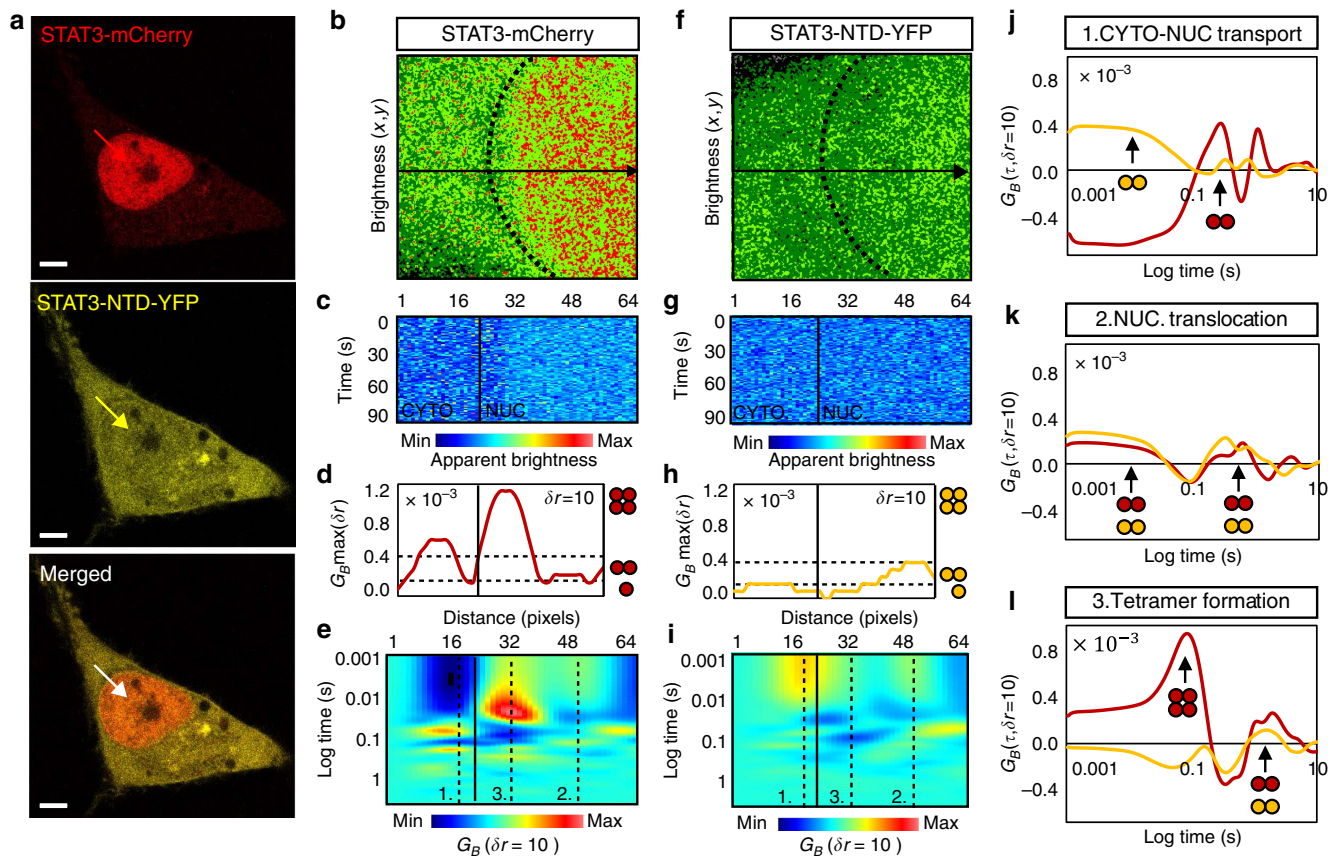 a
STAT3-mCherry
STAT3-NTD-YFP
Merged
b
STAT3-mCherry
Brightness (x,y)
1 16 32 48 64
c
Time (s)
0
30
60
90
CYTO NUC
Min Max
Apparent brightness
d
× 10⁻³ δr=10
G_B max(δr)
1.2
0.8
0.4
0.0
Distance (pixels)
e
1 16 32 48 64
Log time (s)
0.001
0.01
0.1
1
1. 3. 2.
Min Max
G_B (δr = 10)
f
STAT3-NTD-YFP
Brightness (x,y)
1 16 32 48 64
g
Time (s)
0
30
60
90
CYTO. NUC
Min Max
Apparent brightness
h
× 10⁻³ δr=10
G_B max(δr)
1.2
0.8
0.4
0.0
Distance (pixels)
i
1 16 32 48 64
Log time (s)
0.001
0.01
0.1
1
1. 3. 2.
Min Max
G_B (δr = 10)
j
1.CYTO-NUC transport
× 10⁻³
G_B (τ,δr=10)
0.8
0.4
0.0
−0.4
0.001 0.1 10
Log time (s)
k
2.NUC. translocation
× 10⁻³
G_B (τ,δr=10)
0.8
0.4
0.0
−0.4
0.001 0.1 10
Log time (s)
l
3.Tetramer formation
× 10⁻³
G_B (τ,δr=10)
0.8
0.4
0.0
−0.4
0.001 0.1 10
Log time (s)